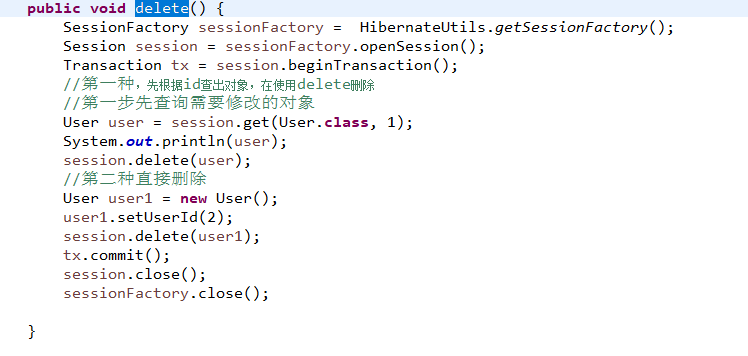 public void delete() {
SessionFactory sessionFactory = HibernateUtils.getSessionFactory();
Session session = sessionFactory.openSession();
Transaction tx = session.beginTransaction();
//第一种，先根据id查出对象，在使用delete删除
//第一步先查询需要修改的对象
User user = session.get(User.class, 1);
System.out.println(user);
session.delete(user);
//第二种直接删除
User user1 = new User();
user1.setUserId(2);
session.delete(user1);
tx.commit();
session.close();
sessionFactory.close();
}